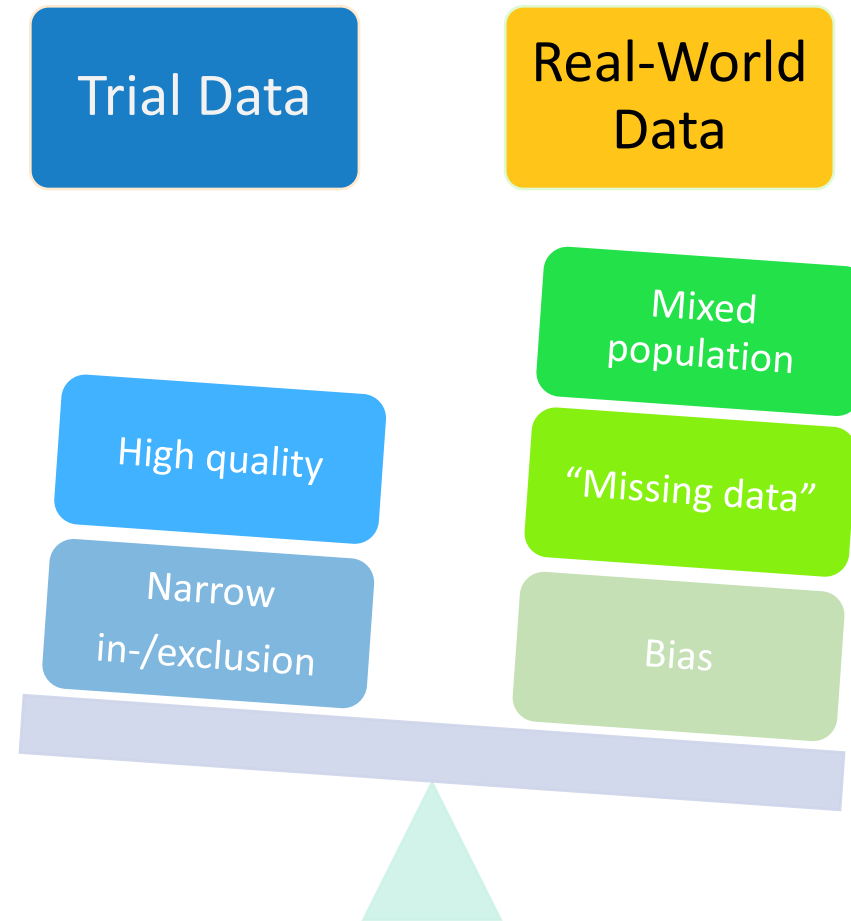 Trial Data
Real-World
Data
High quality
Narrow
in-/exclusion
Mixed
population
“Missing data”
Bias